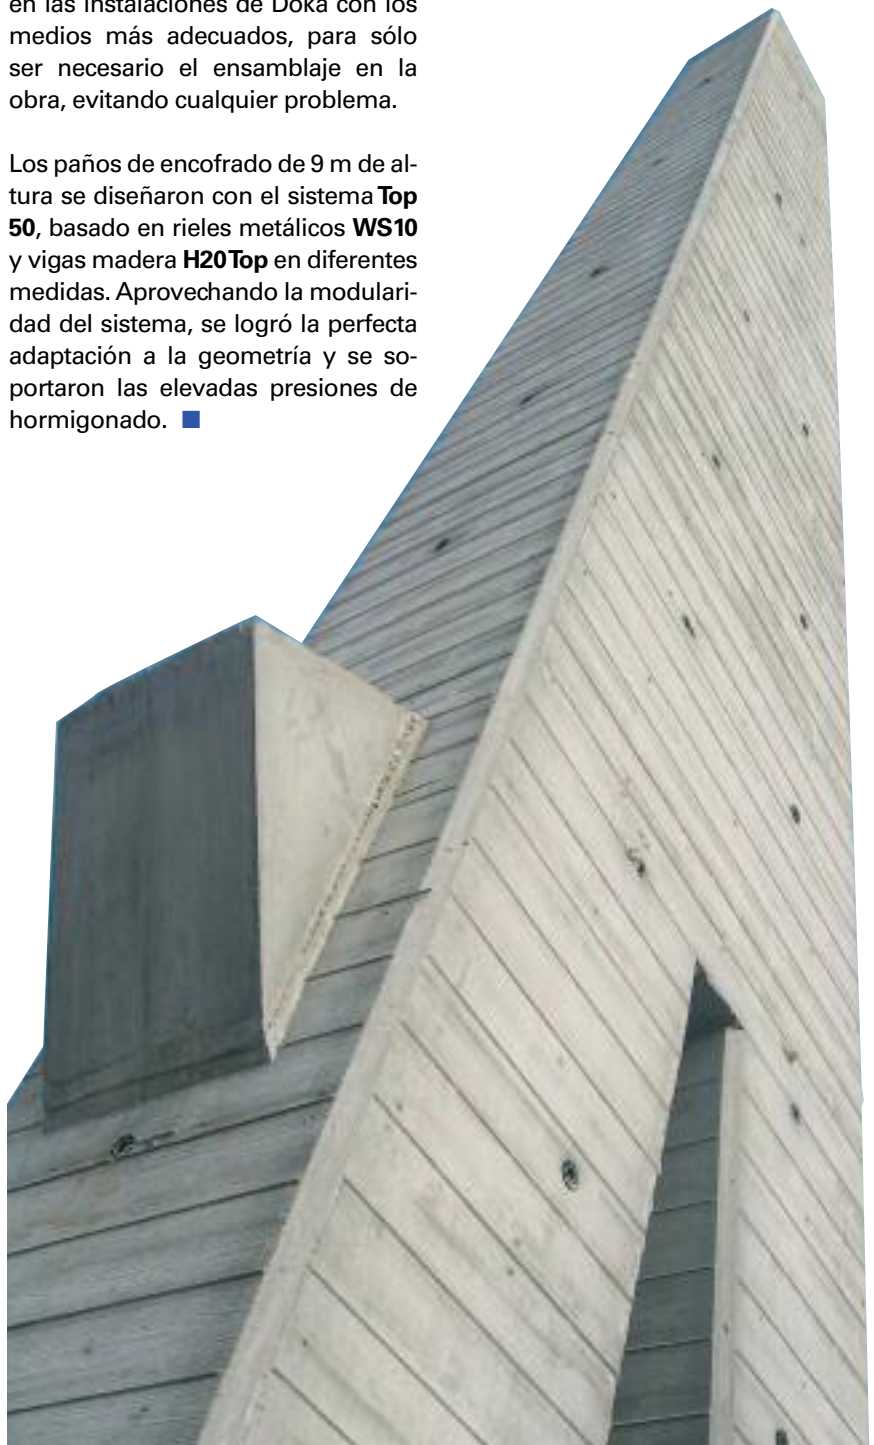 en las instalaciones de Doka con los
medios más adecuados, para sólo
ser necesario el ensamblaje en la
obra, evitando cualquier problema.
Los paños de encofrado de 9 m de al-
tura se diseñaron con el sistema Top
50, basado en rieles metálicos WS10
y vigas madera H20 Top en diferentes
medidas. Aprovechando la modulari-
dad del sistema, se logró la perfecta
adaptación a la geometría y se so-
portaron las elevadas presiones de
hormigonado.